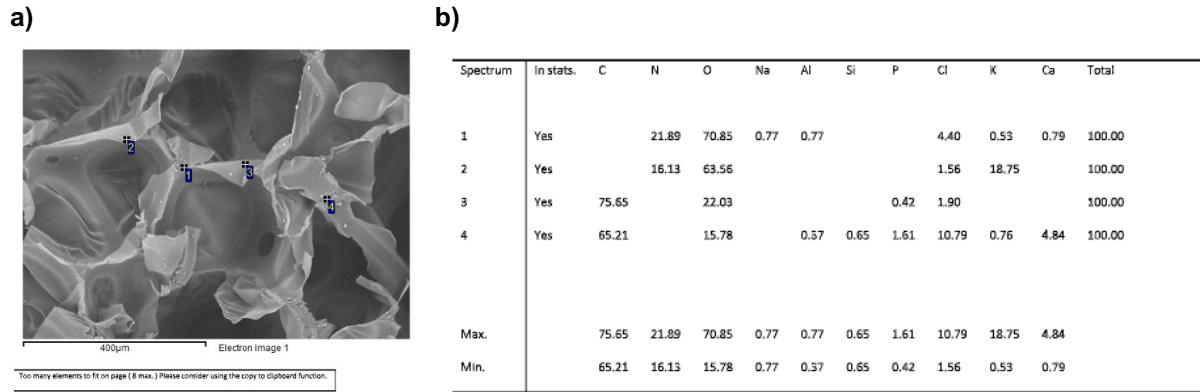 a)
b)
2
1
3
4
400µm Electron Image 1
Too many elements to fit on page ( 8 max. ) Please consider using the copy to clipboard function.
Spectrum In stats. C N O Na Al Si P Cl K Ca Total
1 Yes 21.89 70.85 0.77 0.77 4.40 0.53 0.79 100.00
2 Yes 16.13 63.56 1.56 18.75 100.00
3 Yes 75.65 22.03 0.42 1.90 100.00
4 Yes 65.21 15.78 0.37 0.65 1.61 10.79 0.76 4.84 100.00
Max. 75.65 21.89 70.85 0.77 0.77 0.65 1.61 10.79 18.75 4.84
Min. 65.21 16.13 15.78 0.77 0.37 0.65 0.42 1.56 0.53 0.79